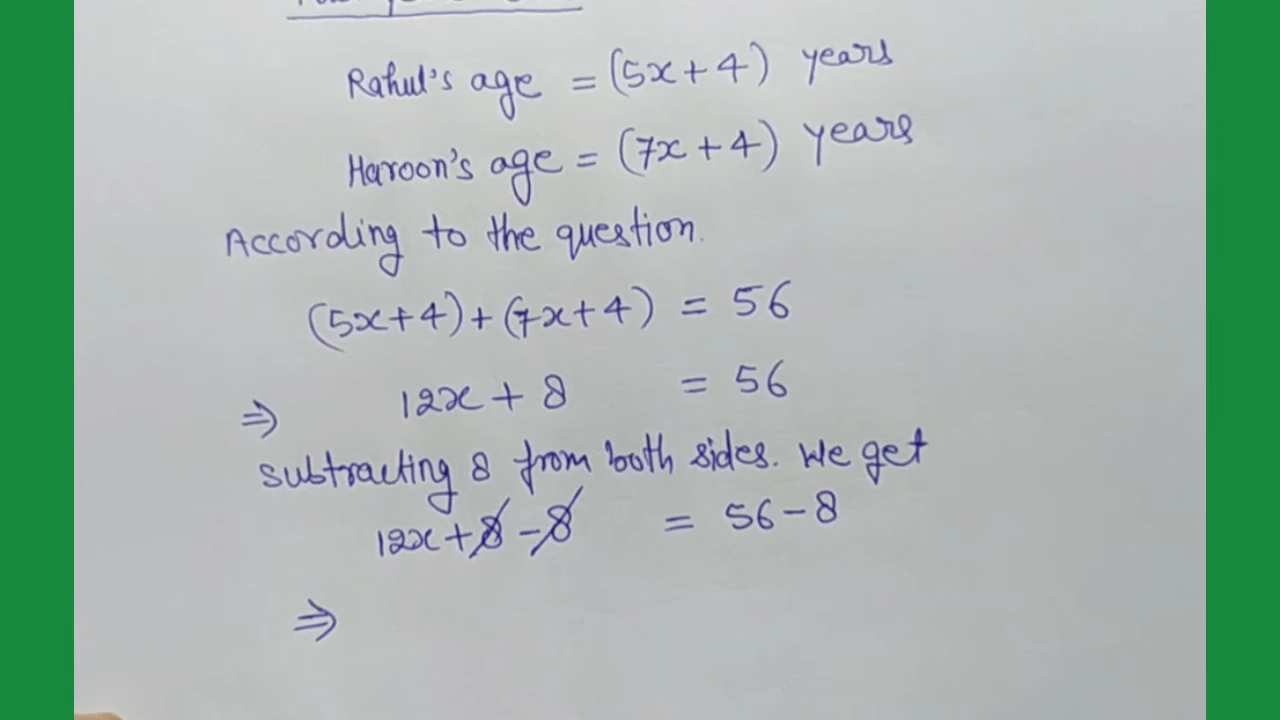 Rahul's age = (5x+4) years
Haroon's age = (7x+4) years
According to the question.
(5x+4)+(7x+4) = 56
⇒ 12x + 8 = 56
subtracting 8 from both sides. We get
12x+8-8 = 56-8
⇒